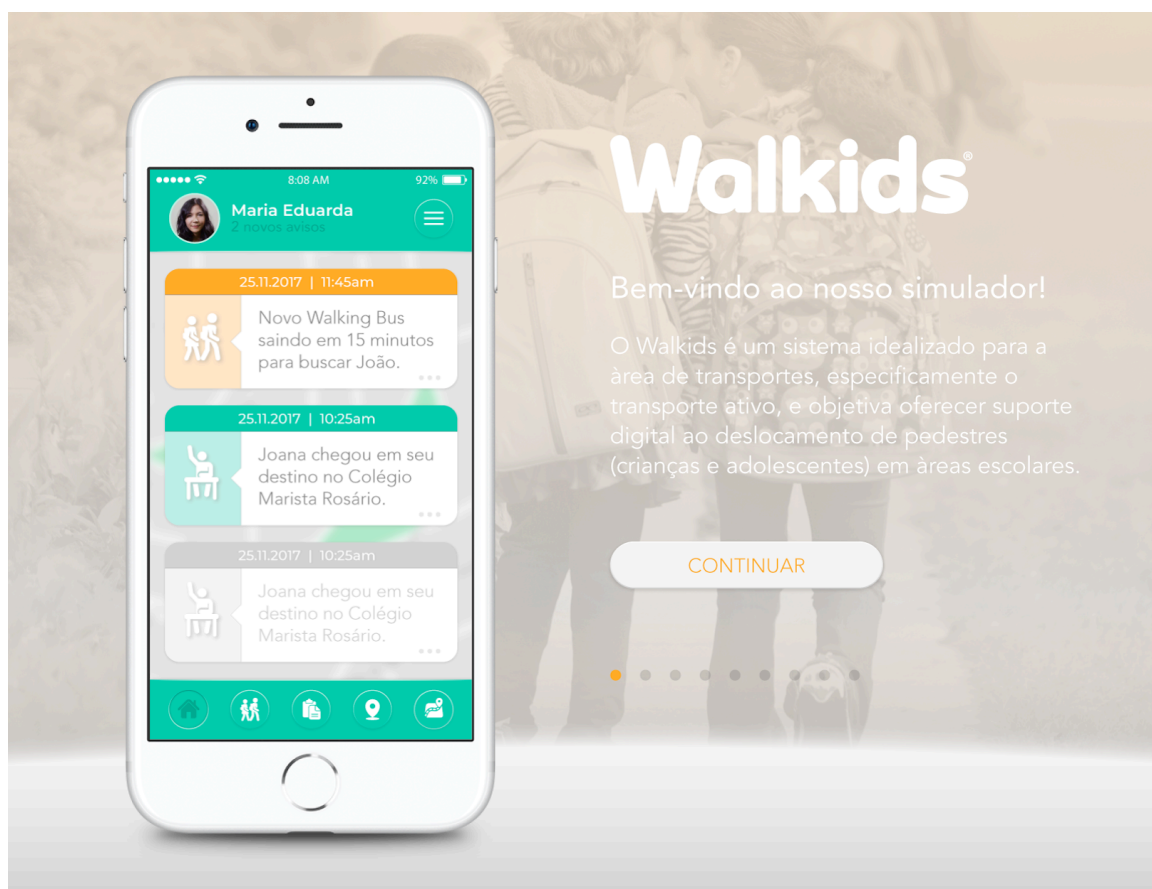 8:08 AM
92%
Maria Eduarda
2 novos avisos
25.11.2017 | 11:45am
Novo Walking Bus
saindo em 15 minutos
para buscar João.
25.11.2017 | 10:25am
Joana chegou em seu
destino no Colégio
Marista Rosário.
25.11.2017 | 10:25am
Joana chegou em seu
destino no Colégio
Marista Rosário.
Walkids®
Bem-vindo ao nosso simulador!
O Walkids é um sistema idealizado para a
àrea de transportes, especificamente o
transporte ativo, e objetiva oferecer suporte
digital ao deslocamento de pedestres
(crianças e adolescentes) em àreas escolares.
CONTINUAR